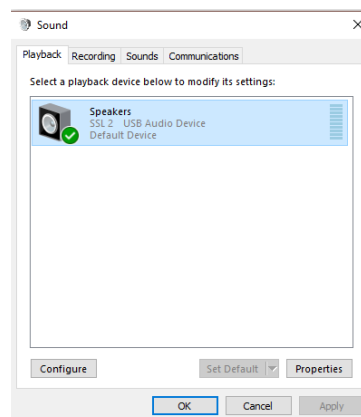 Sound
Playback Recording Sounds Communications
Select a playback device below to modify its settings:
Speakers
SSL 2 USB Audio Device
Default Device
Configure Set Default Properties
OK Cancel Apply